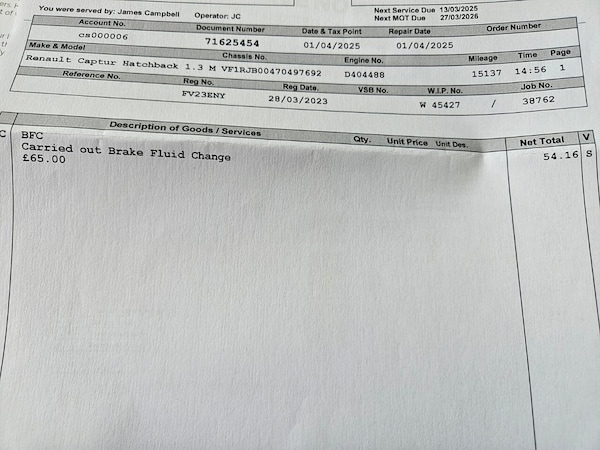 You were served by: James Campbell Operator: JC
Next Service Due 13/03/2025
Next MOT Due 27/03/2026
Account No. Document Number Date & Tax Point Repair Date Order Number
cs000006 71625454 01/04/2025 01/04/2025
Make & Model Chassis No. Engine No. Mileage Time Page
Renault Captur Hatchback 1.3 M VF1RJB00470497692 D404488 15137 14:56 1
Reference No. Reg No. Reg Date. VSB No. W.I.P. No. Job No.
FV23ENY 28/03/2023 W 45427 / 38762
Description of Goods / Services Qty. Unit Price Unit Des. Net Total V
C BFC
Carried out Brake Fluid Change 54.16 S
£65.00